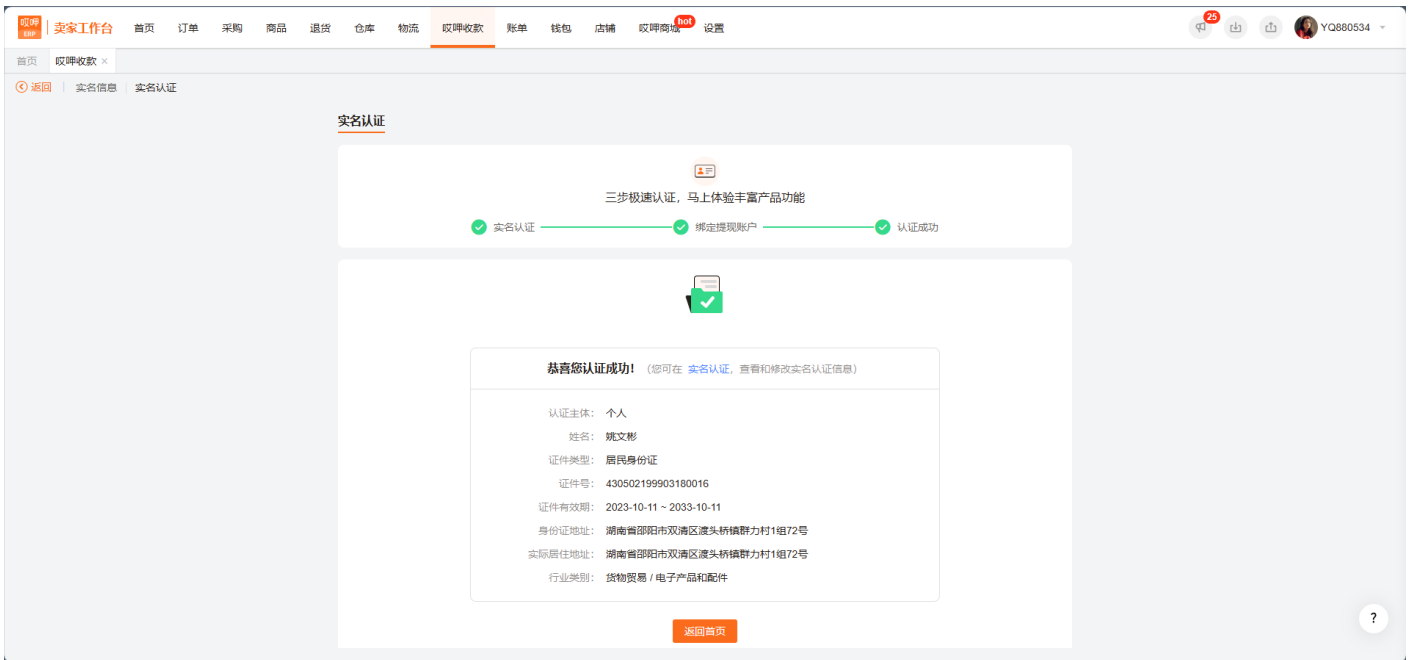 哎呷 ERP 卖家工作台 首页 订单 采购 商品 退货 仓库 物流 哎呷收款 账单 钱包 店铺 哎呷商城 hot 设置 25 YQ880534
首页 哎呷收款 ×
返回 实名信息 实名认证
实名认证
三步极速认证，马上体验丰富产品功能
实名认证 绑定提现账户 认证成功
恭喜您认证成功！（您可在 实名认证，查看和修改实名认证信息）
认证主体： 个人
姓名： 姚文彬
证件类型： 居民身份证
证件号： 430502199903180016
证件有效期： 2023-10-11 ~ 2033-10-11
身份证地址： 湖南省邵阳市双清区渡头桥镇群力村1组72号
实际居住地址： 湖南省邵阳市双清区渡头桥镇群力村1组72号
行业类别： 货物贸易 / 电子产品和配件
?
返回首页